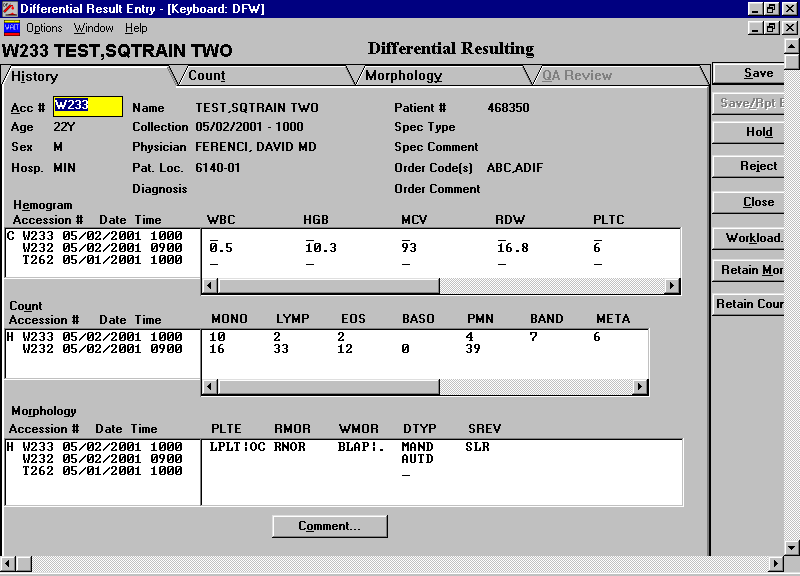 Differential Result Entry - [Keyboard: DFW]
Options Window Help
W233 TEST,SQTRAIN TWO Differential Resulting
History Count Morphology QA Review
Save
Save/Rpt E
Hold
Reject
Close
Workload.
Retain Mor
Retain Cour
Acc # W233 Name TEST,SQTRAIN TWO Patient # 468350
Age 22Y Collection 05/02/2001 - 1000 Spec Type
Sex M Physician FERENCI, DAVID MD Spec Comment
Hosp. MIN Pat. Loc. 6140-01 Order Code(s) ABC,ADIF
Diagnosis Order Comment
Hemogram
Accession # Date Time WBC HGB MCV RDW PLTC
C W233 05/02/2001 1000 _ _ _ _ _
W232 05/02/2001 0900 0.5 10.3 93 16.8 6
T262 05/01/2001 1000 _ _ _ _ _
Count
Accession # Date Time MONO LYMP EOS BASO PMN BAND META
H W233 05/02/2001 1000 10 2 2 4 7 6
W232 05/02/2001 0900 16 33 12 0 39
Morphology
Accession # Date Time PLTE RMOR WMOR DTYP SREV
H W233 05/02/2001 1000 LPLT¦OC RNOR BLAP¦. MAND SLR
W232 05/02/2001 0900 AUTD
T262 05/01/2001 1000 _
Comment...